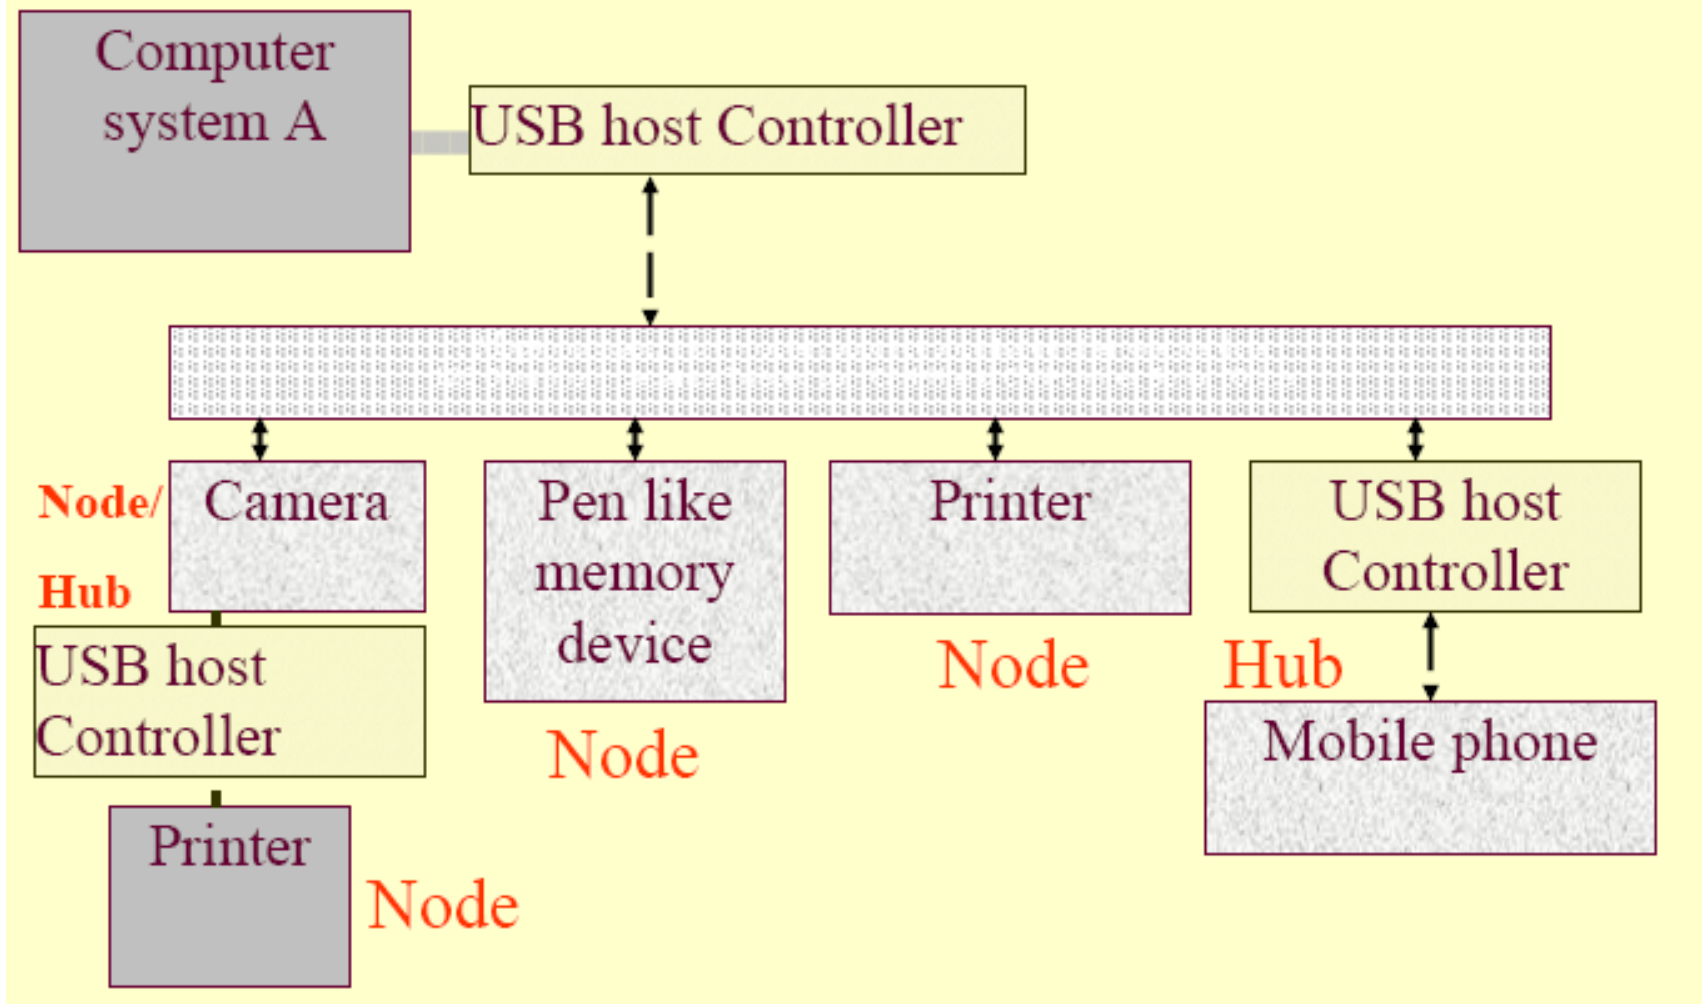 Computer
system A
USB host Controller
Node/
Hub
Camera
Pen like
memory
device
Printer
USB host
Controller
USB host
Controller
Node
Node
Hub
Mobile phone
Printer
Node